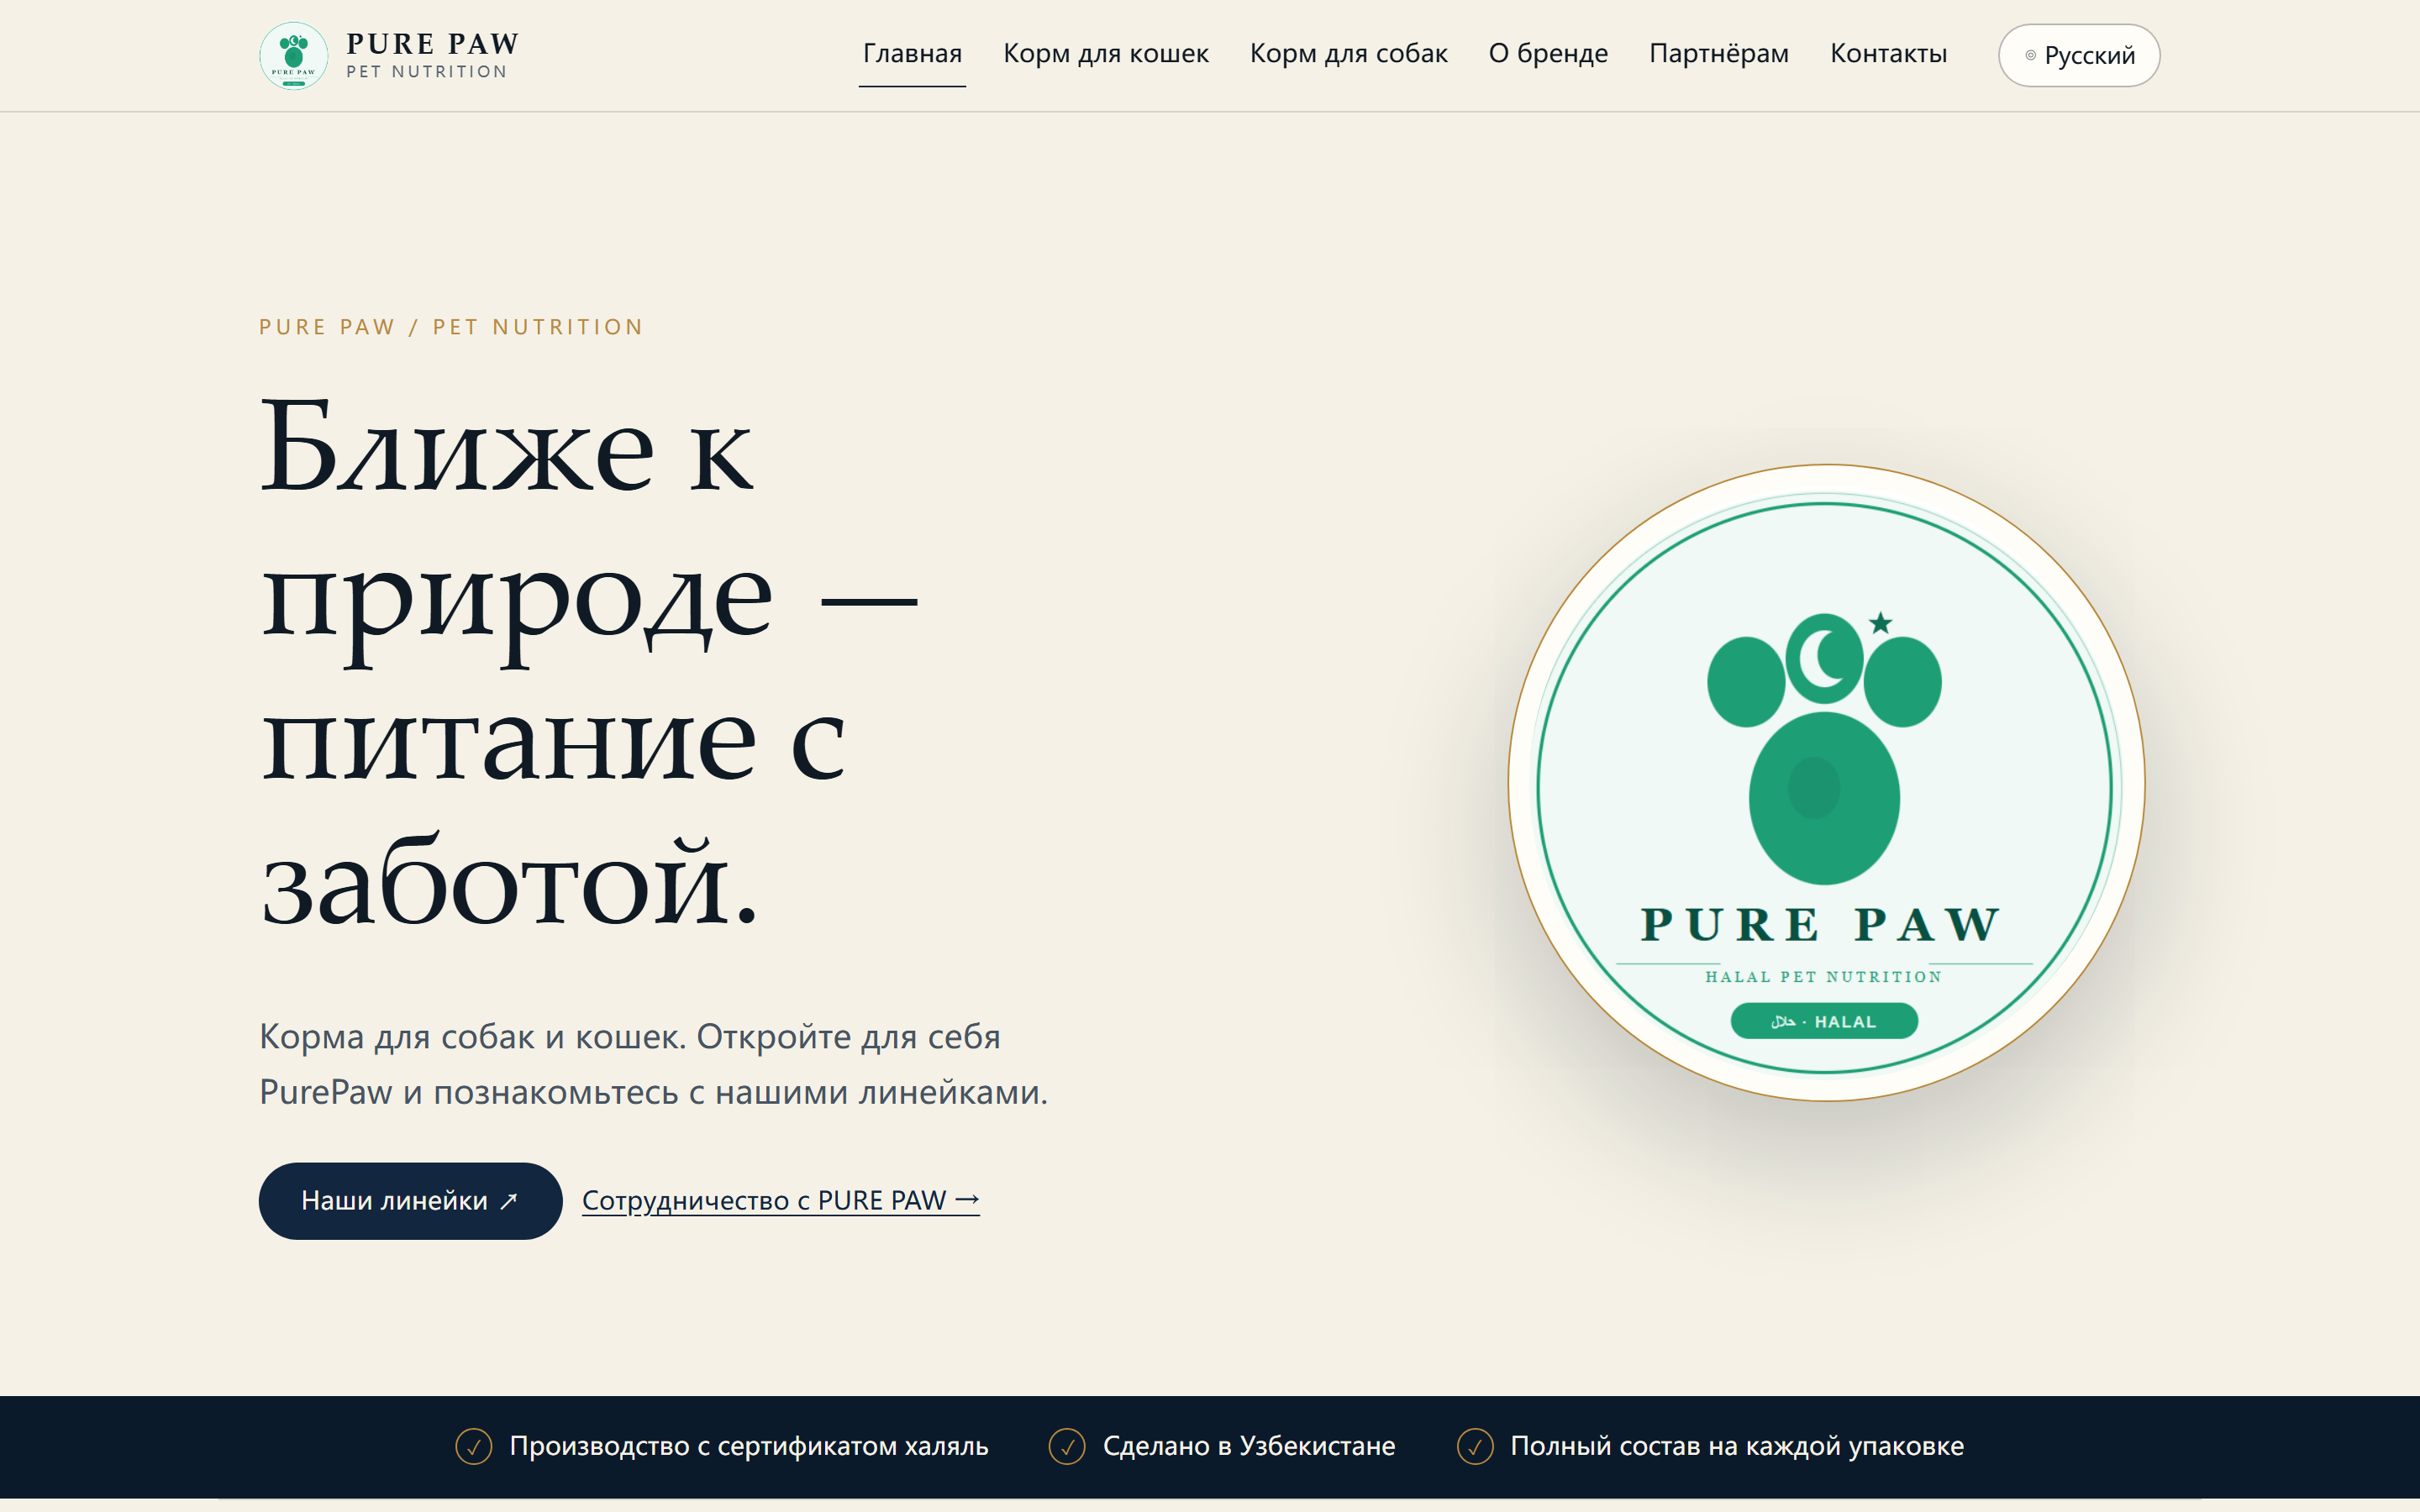 PURE PAW
PET NUTRITION
PURE PAW
Главная
Корм для кошек
Корм для собак
О бренде
Партнёрам
Контакты
Русский
PURE PAW / PET NUTRITION
Ближе к
природе —
питание с
заботой.
Корма для собак и кошек. Откройте для себя
PurePaw и познакомьтесь с нашими линейками.
Наши линейки ↗
Сотрудничество с PURE PAW →
PURE PAW
HALAL PET NUTRITION
حلال · HALAL
Производство с сертификатом халяль
Сделано в Узбекистане
Полный состав на каждой упаковке